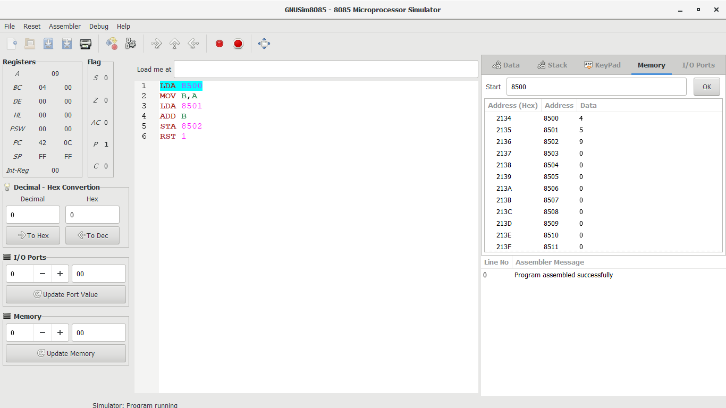 GNUSim8085 - 8085 Microprocessor Simulator
File Reset Assembler Debug Help
Registers
A 09
BC 04 00
DE 00 00
HL 00 00
PSW 00 00
PC 42 0C
SP FF FF
Int-Reg 00
Flag
S 0
Z 0
AC 0
P 1
C 0
Decimal - Hex Convertion
Decimal Hex
0 0
To Hex To Dec
I/O Ports
0 − + 00
Update Port Value
Memory
0 − + 00
Update Memory
Load me at
1 LDA 8500
2 MOV B,A
3 LDA 8501
4 ADD B
5 STA 8502
6 RST 1
Data Stack KeyPad Memory I/O Ports
Start 8500 OK
Address (Hex) Address Data
2134 8500 4
2135 8501 5
2136 8502 9
2137 8503 0
2138 8504 0
2139 8505 0
213A 8506 0
213B 8507 0
213C 8508 0
213D 8509 0
213E 8510 0
213F 8511 0
Line No Assembler Message
0 Program assembled successfully
Simulator: Program running